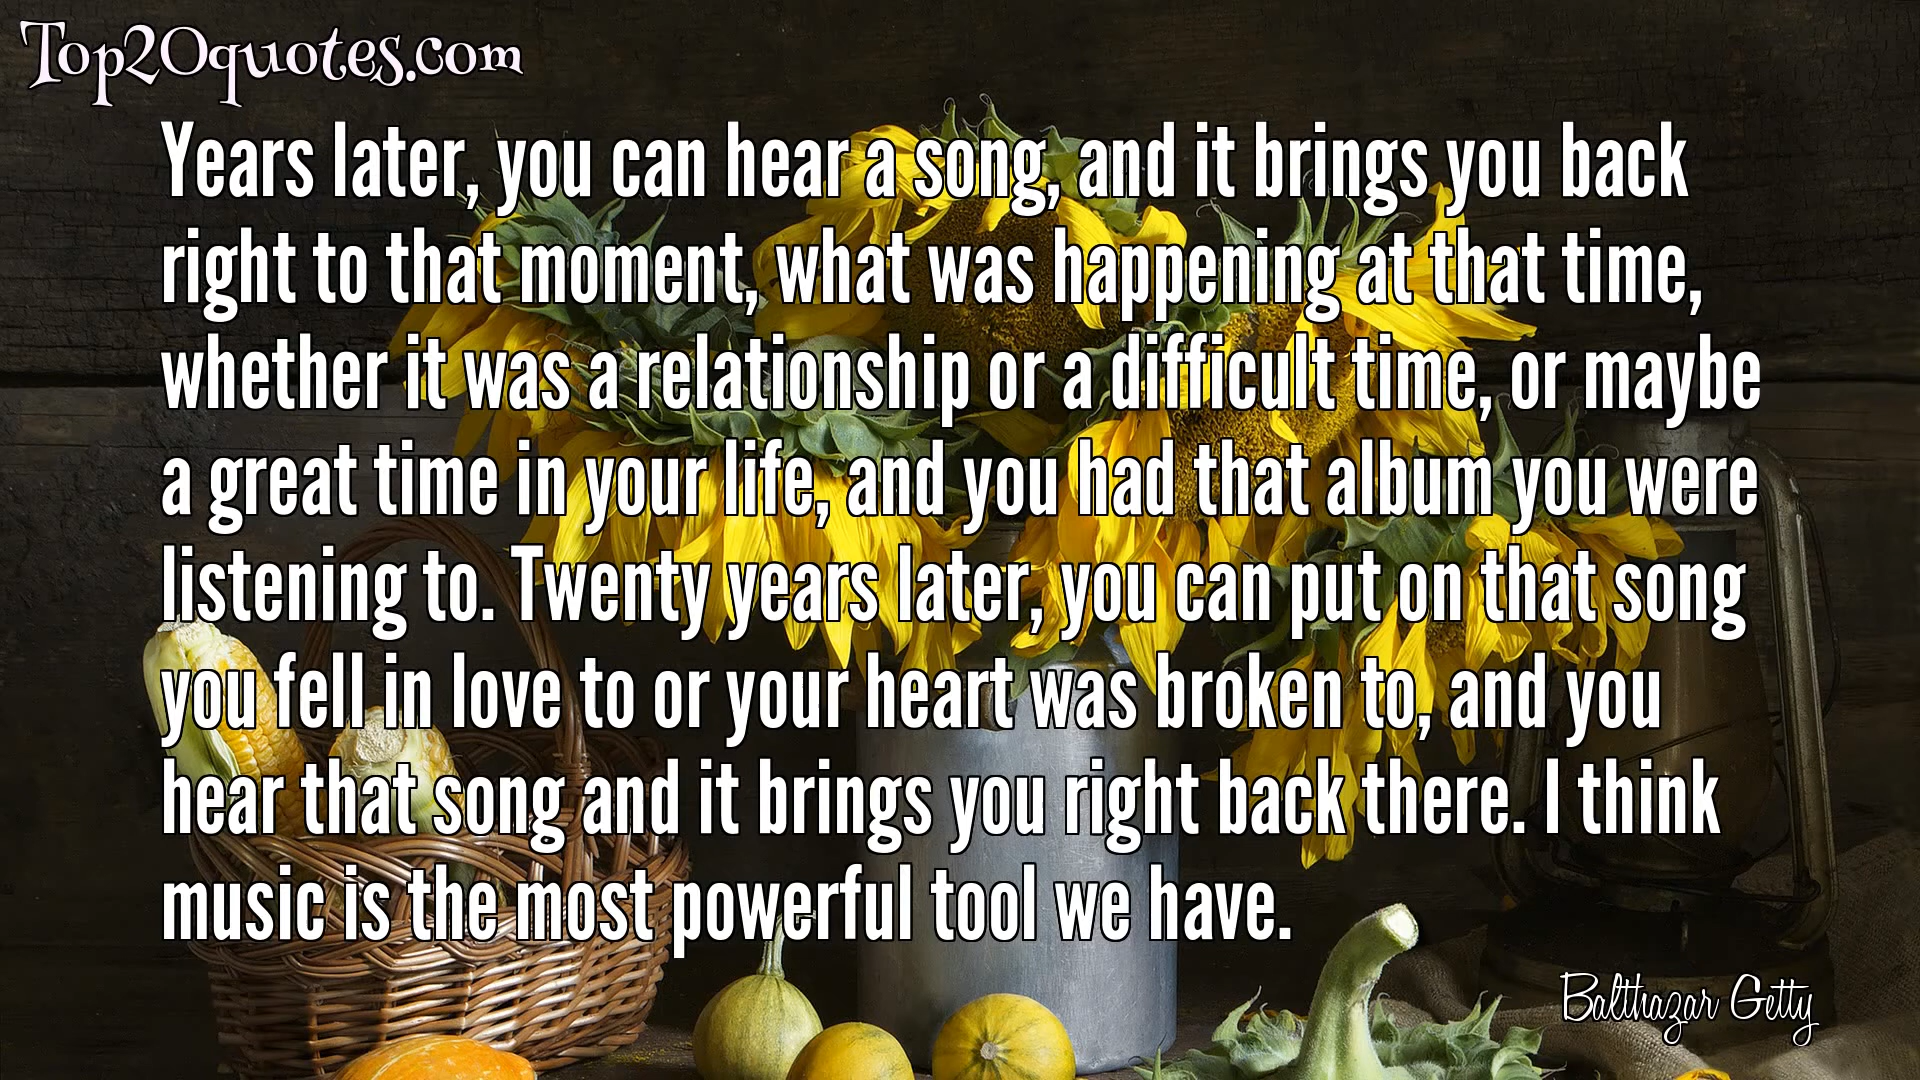 Top20quotes.com
Years later, you can hear a song, and it brings you back
right to that moment, what was happening at that time,
whether it was a relationship or a difficult time, or maybe
a great time in your life, and you had that album you were
listening to. Twenty years later, you can put on that song
you fell in love to or your heart was broken to, and you
hear that song and it brings you right back there. I think
music is the most powerful tool we have.
Balthazar Getty